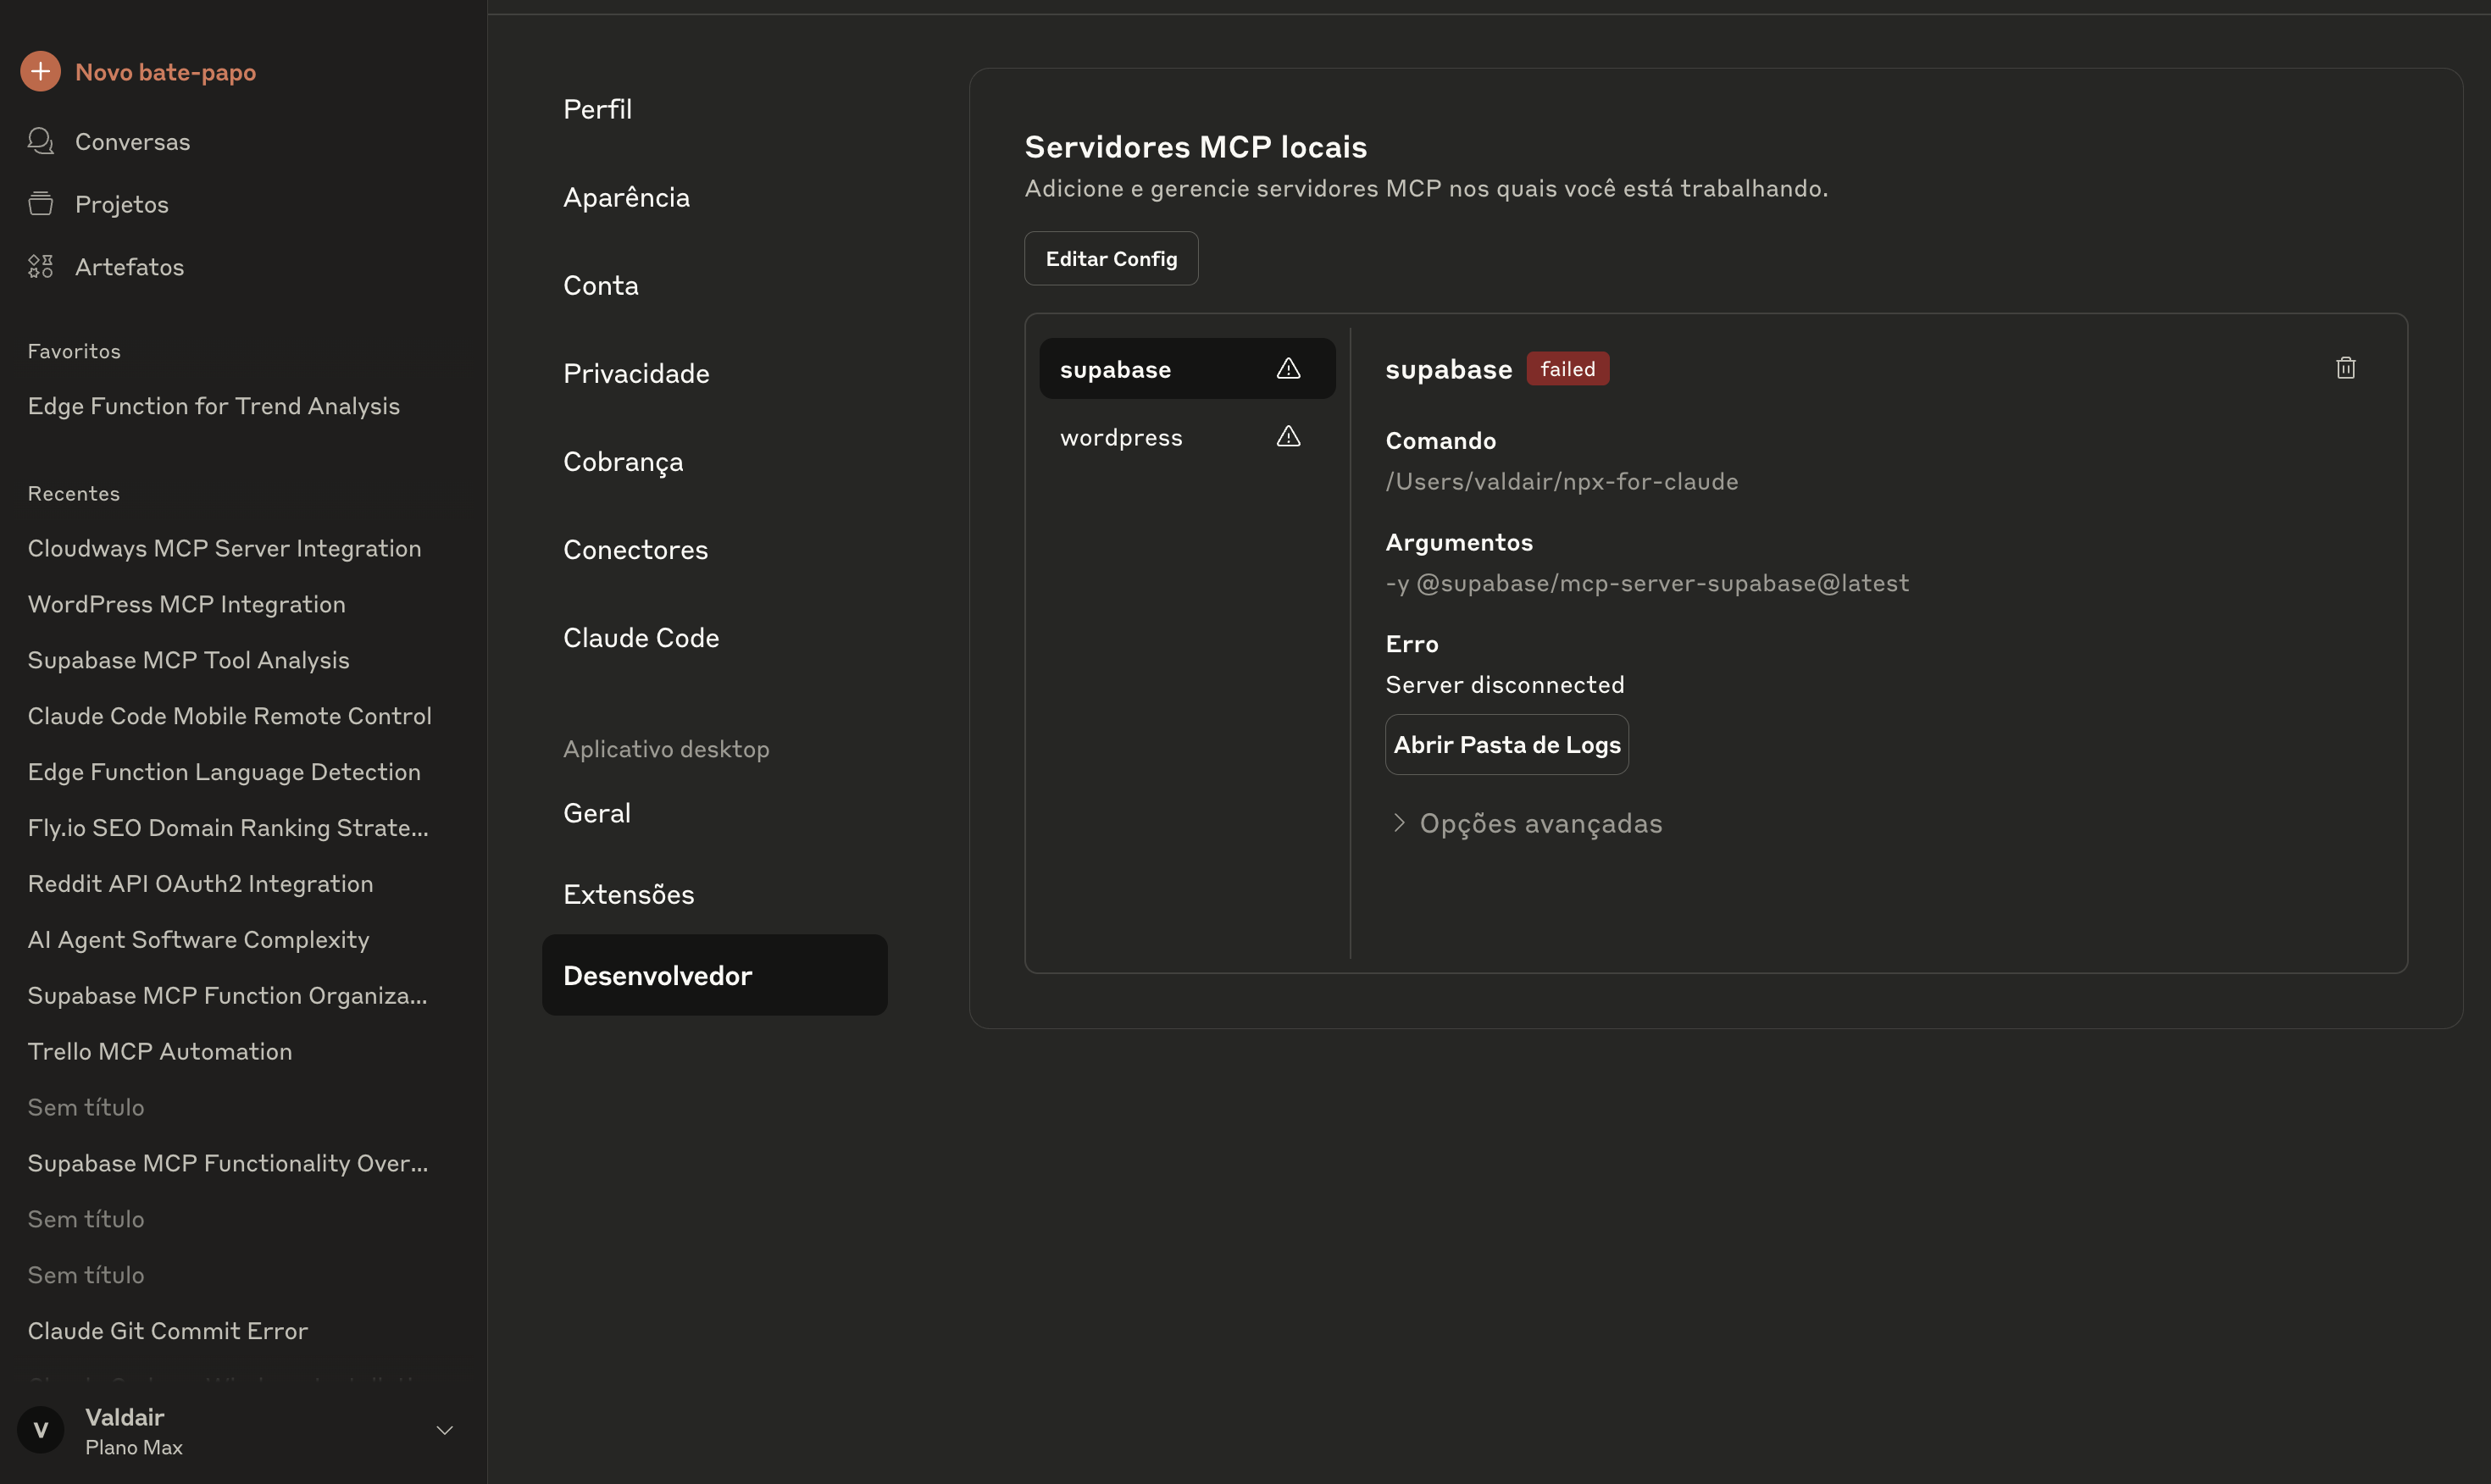 Novo bate-papo
Conversas
Projetos
Artefatos
Favoritos
Edge Function for Trend Analysis
Recentes
Cloudways MCP Server Integration
WordPress MCP Integration
Supabase MCP Tool Analysis
Claude Code Mobile Remote Control
Edge Function Language Detection
Fly.io SEO Domain Ranking Strate...
Reddit API OAuth2 Integration
AI Agent Software Complexity
Supabase MCP Function Organiza...
Trello MCP Automation
Sem título
Supabase MCP Functionality Over...
Sem título
Sem título
Claude Git Commit Error
V
Valdair
Plano Max
Perfil
Aparência
Conta
Privacidade
Cobrança
Conectores
Claude Code
Aplicativo desktop
Geral
Extensões
Desenvolvedor
Servidores MCP locais
Adicione e gerencie servidores MCP nos quais você está trabalhando.
Editar Config
supabase
wordpress
supabase failed
Comando
/Users/valdair/npx-for-claude
Argumentos
-y @supabase/mcp-server-supabase@latest
Erro
Server disconnected
Abrir Pasta de Logs
Opções avançadas